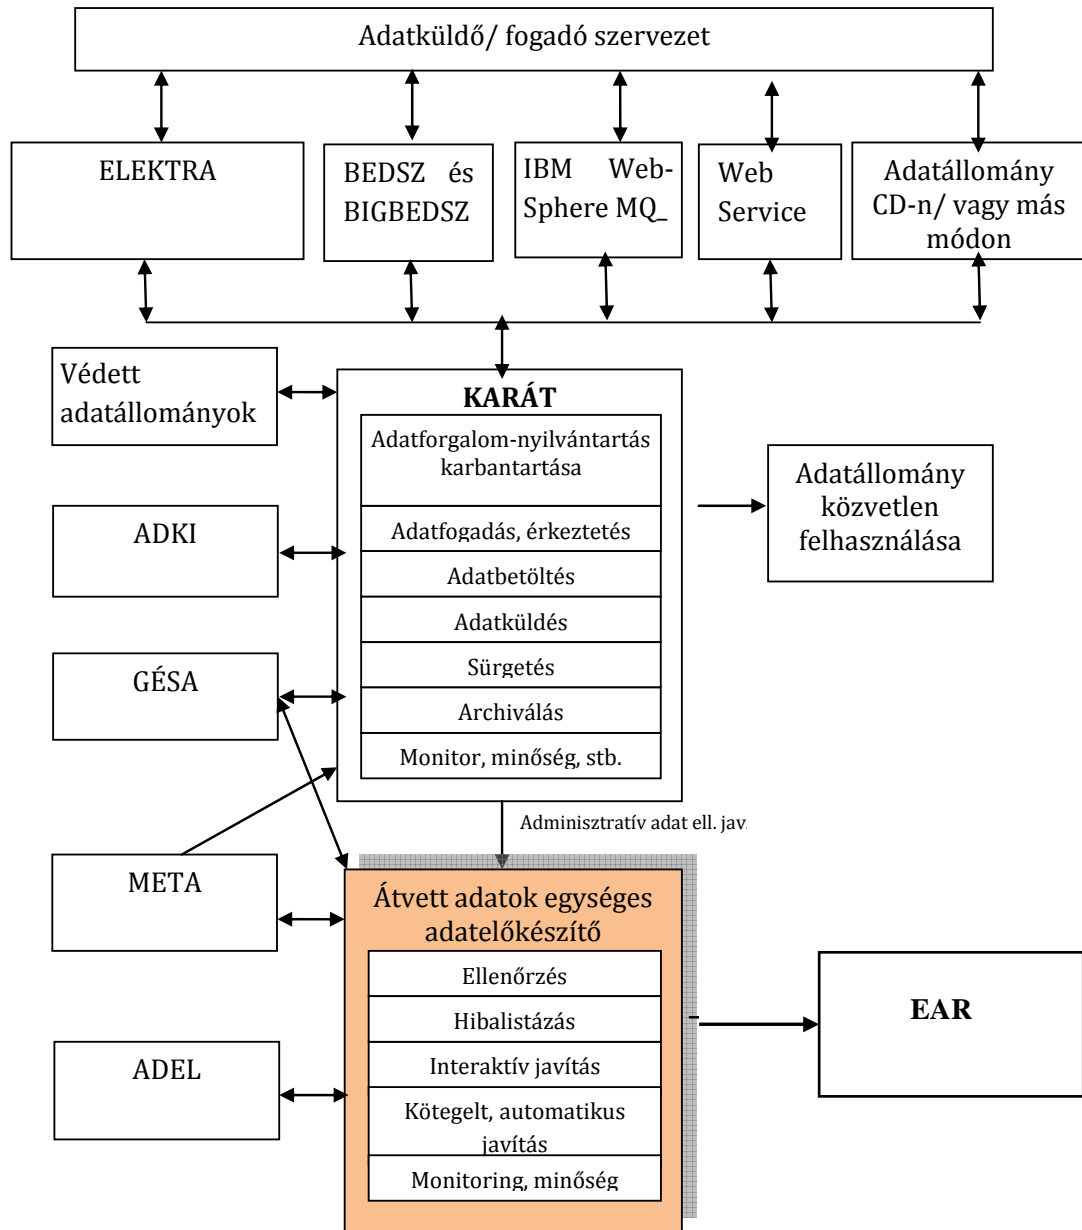 Adatküldő/ fogadó szervezet
ELEKTRA
BEDSZ és
BIGBEDSZ
IBM Web-
Sphere MQ_
Web
Service
Adatállomány
CD-n/ vagy más
módon
Védett
adatállományok
KARÁT
Adatforgalom-nyilvántartás
karbantartása
Adatfogadás, érkeztetés
Adatbetöltés
Adatküldés
Sürgetés
Archiválás
Monitor, minőség, stb.
Adatállomány
közvetlen
felhasználása
ADKI
GÉSA
META
ADEL
Adminisztratív adat ell. jav.
Átvett adatok egységes
adatelőkészítő
Ellenőrzés
Hibalistázás
Interaktív javítás
Kötegelt, automatikus
javítás
Monitoring, minőség
EAR